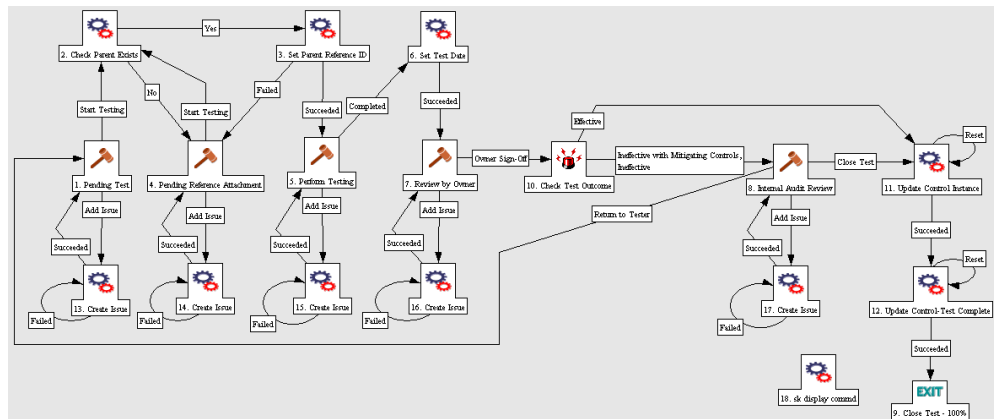 Yes
2. Check Parent Exists
3. Set Parent Reference ID
6. Set Test Date
No
Failed
Start Testing
Start Testing
Succeeded
Completed
Succeeded
Effective
Reset
Owner Sign-Off
Ineffective with Mitigating Controls,
Ineffective
Close Test
1. Pending Test
4. Pending Reference Attachment
5. Perform Testing
7. Review by Owner
10. Check Test Outcome
8. Internal Audit Review
11. Update Control Instance
Add Issue
Add Issue
Add Issue
Add Issue
Return to Tester
Add Issue
Succeeded
Succeeded
Succeeded
Succeeded
Succeeded
Succeeded
Reset
13. Create Issue
14. Create Issue
15. Create Issue
16. Create Issue
17. Create Issue
12. Update Control-Test Complete
Failed
Failed
Failed
Failed
Failed
Succeeded
EXIT
18. sk display commd
9. Close Test - 100%